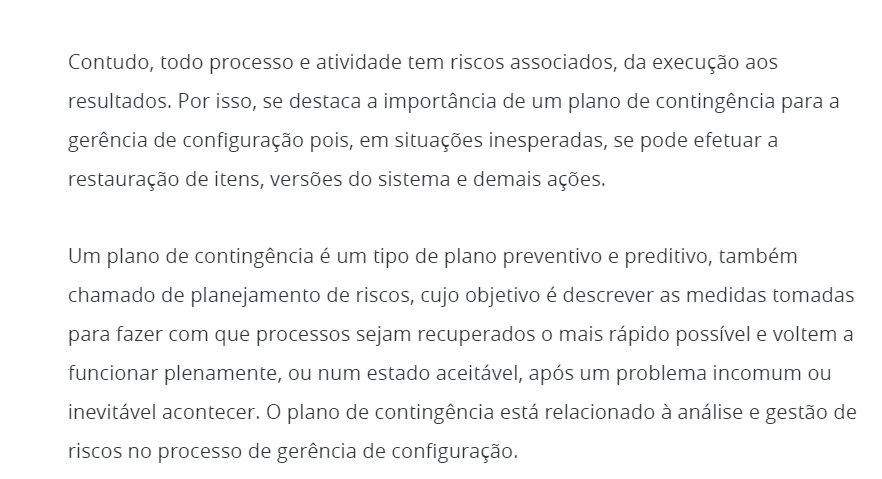 Contudo, todo processo e atividade tem riscos associados, da execução aos
resultados. Por isso, se destaca a importância de um plano de contingência para a
gerência de configuração pois, em situações inesperadas, se pode efetuar a
restauração de itens, versões do sistema e demais ações.
Um plano de contingência é um tipo de plano preventivo e preditivo, também
chamado de planejamento de riscos, cujo objetivo é descrever as medidas tomadas
para fazer com que processos sejam recuperados o mais rápido possível e voltem a
funcionar plenamente, ou num estado aceitável, após um problema incomum ou
inevitável acontecer. O plano de contingência está relacionado à análise e gestão de
riscos no processo de gerência de configuração.